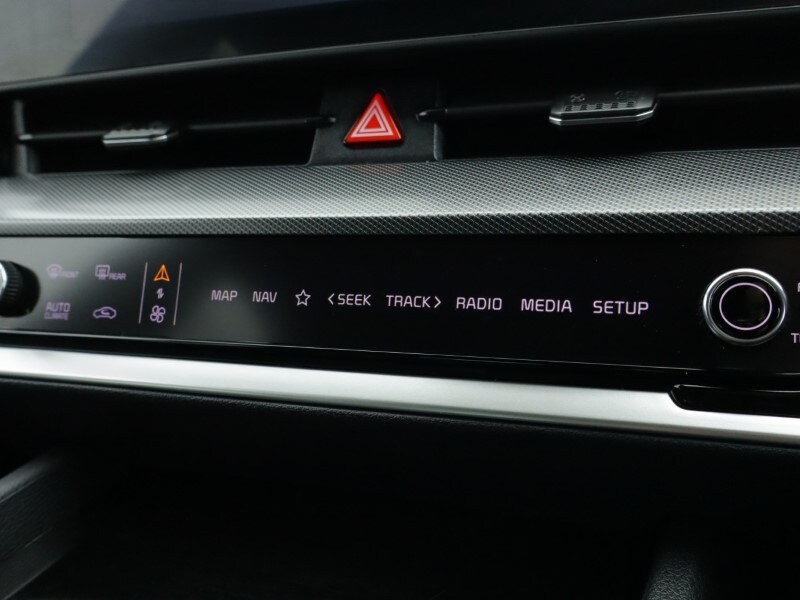 FRONT REAR
AUTO
CLIMATE
MAP NAV <SEEK TRACK> RADIO MEDIA SETUP